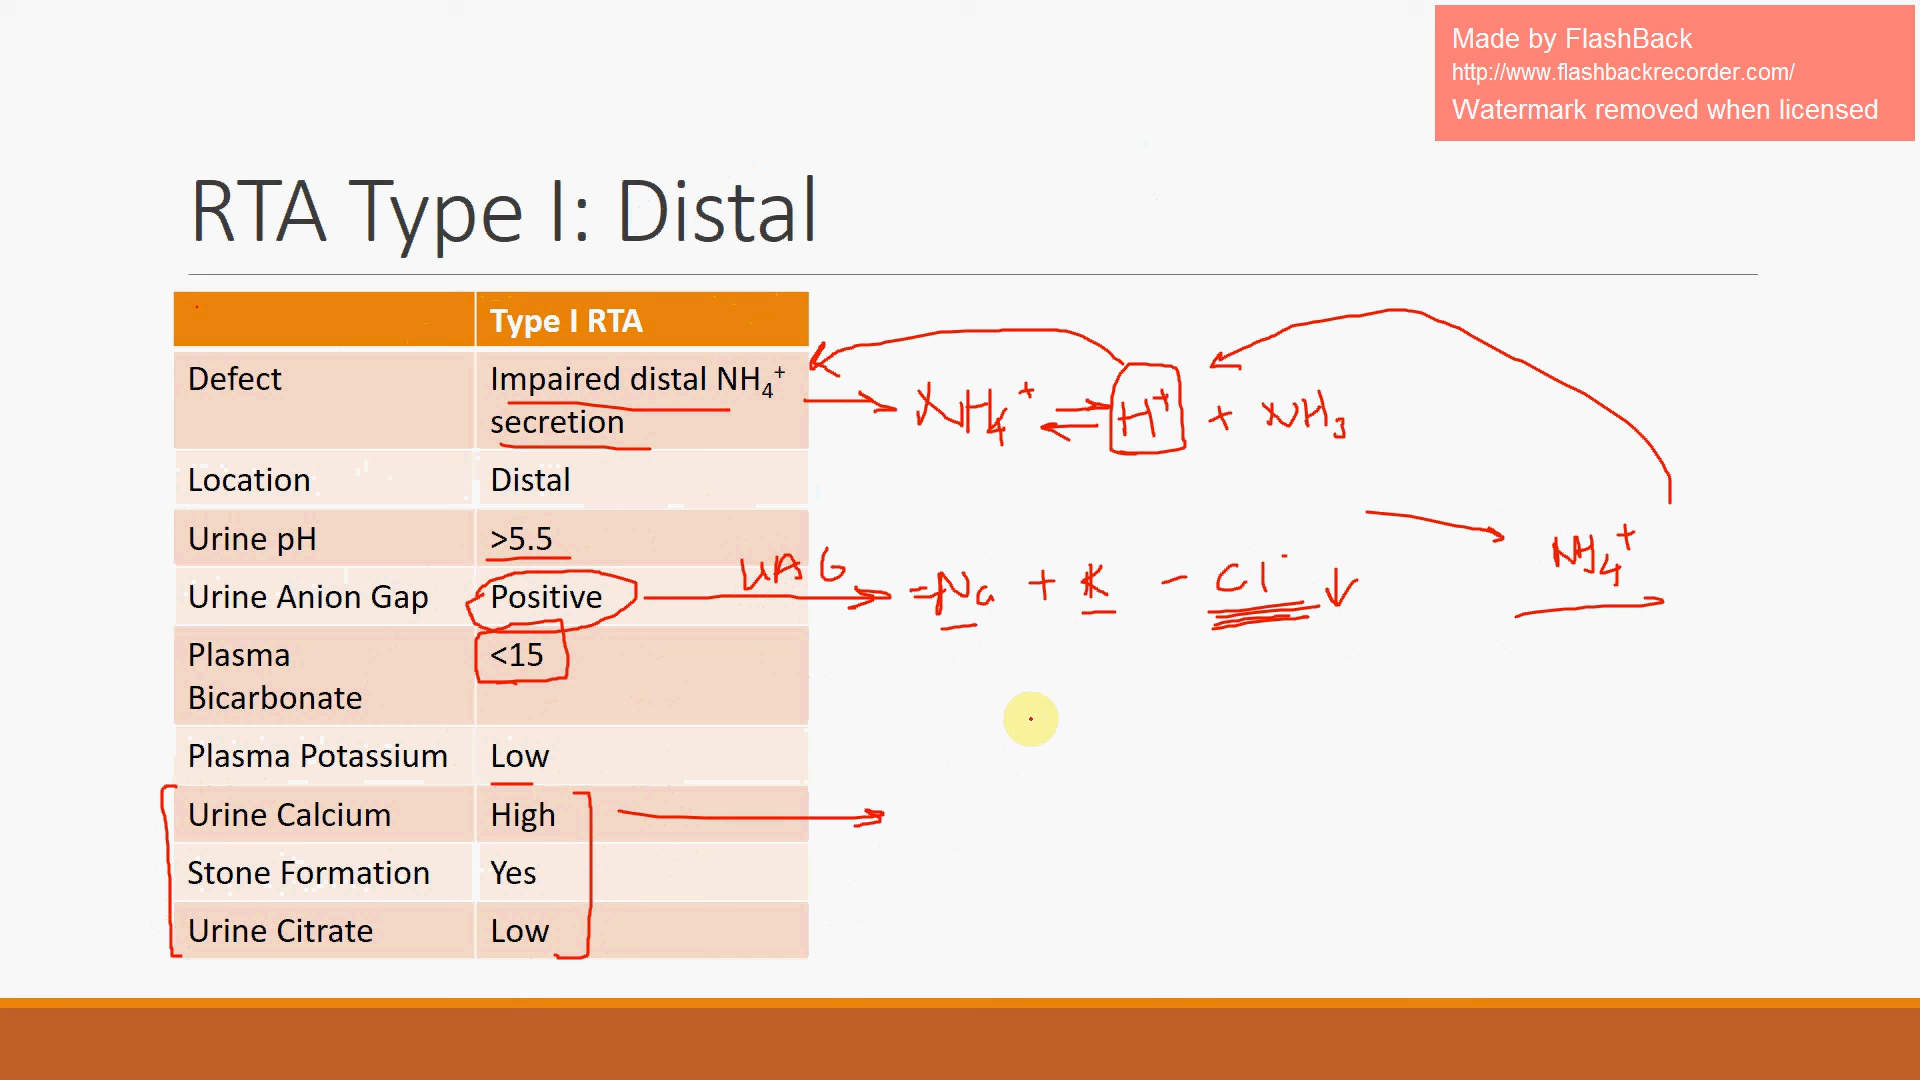 Made by FlashBack
http://www.flashbackrecorder.com/
Watermark removed when licensed
RTA Type I: Distal
Type I RTA
Defect Impaired distal NH₄⁺
secretion
NH₄⁺ ⇌ H⁺ + NH₃
Location Distal
Urine pH >5.5
NH₄⁺
Urine Anion Gap Positive UAG = Na + K - Cl⁻ ↓
Plasma
Bicarbonate <15
Plasma Potassium Low
Urine Calcium High
Stone Formation Yes
Urine Citrate Low